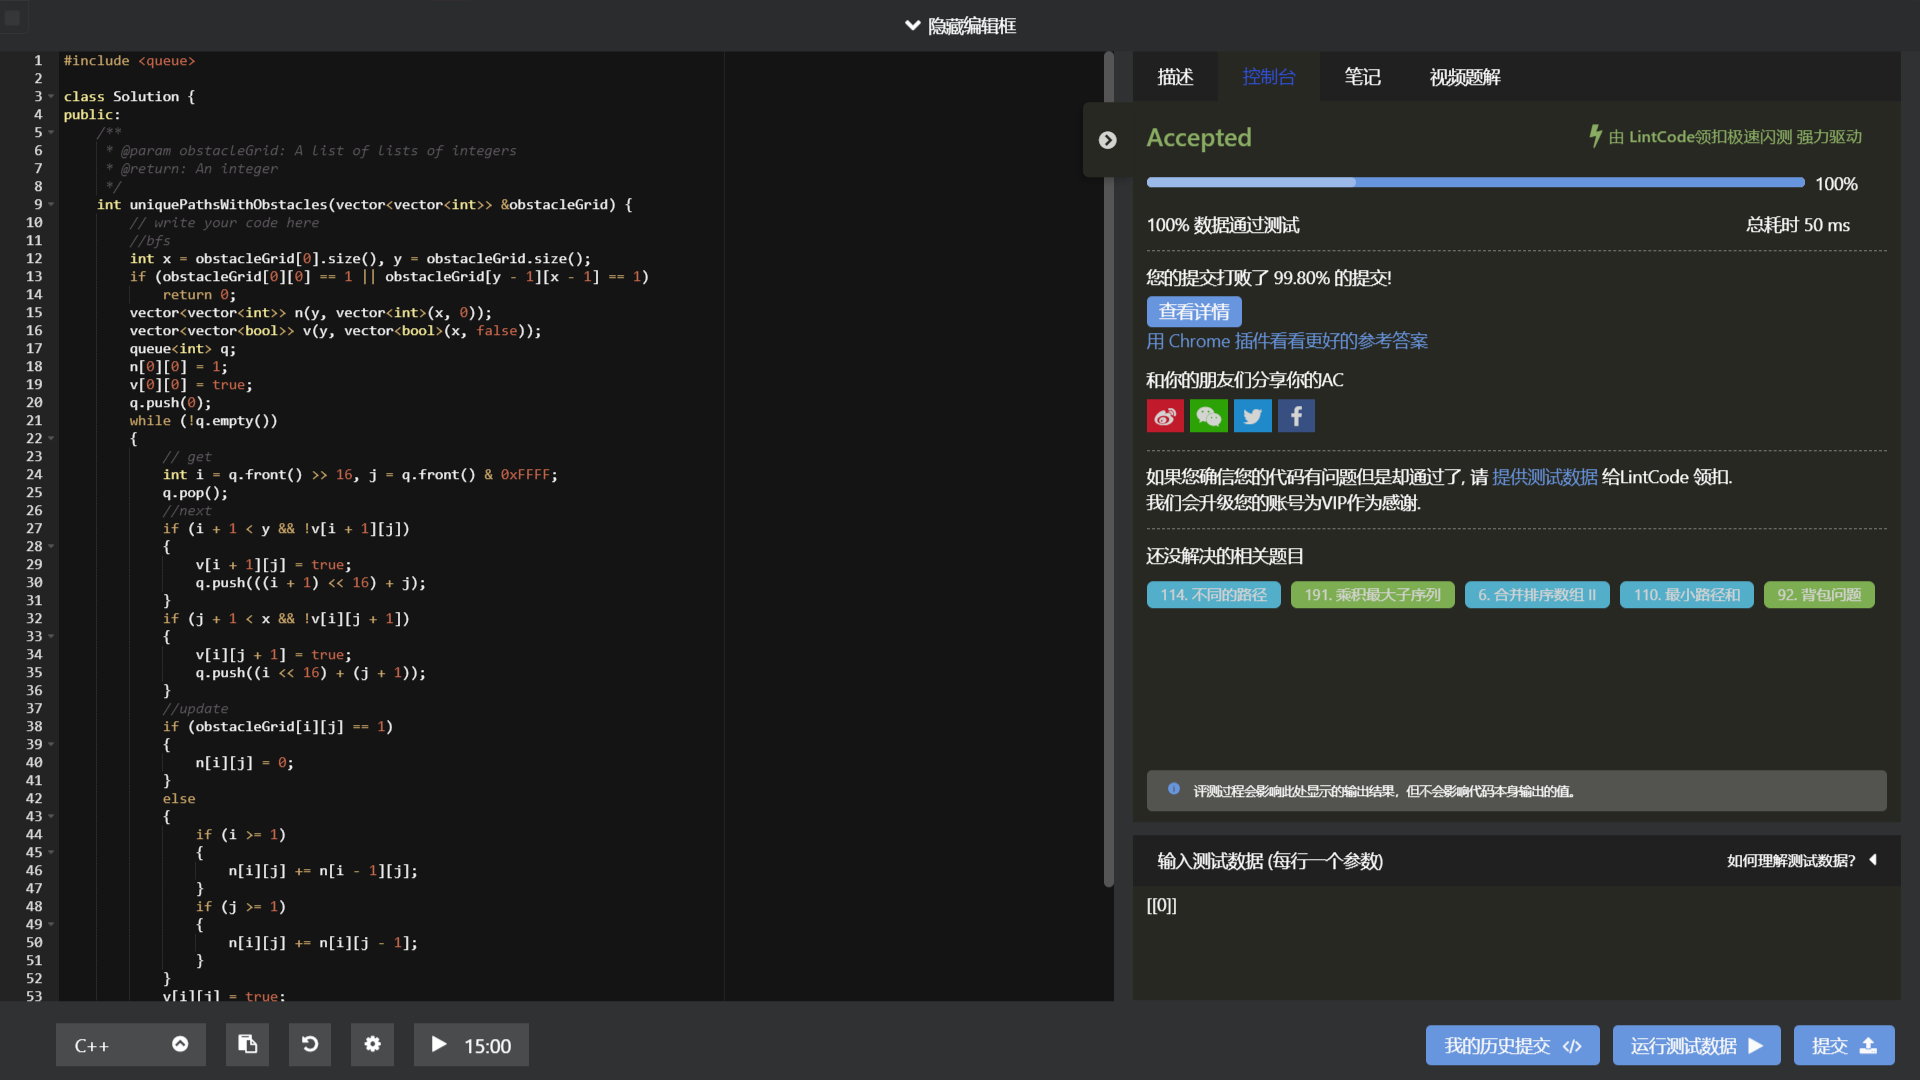 隐藏编辑框
1 #include <queue>
2
3 class Solution {
4 public:
5     /**
6      * @param obstacleGrid: A list of lists of integers
7      * @return: An integer
8      */
9     int uniquePathsWithObstacles(vector<vector<int>> &obstacleGrid) {
10         // write your code here
11         //bfs
12         int x = obstacleGrid[0].size(), y = obstacleGrid.size();
13         if (obstacleGrid[0][0] == 1 || obstacleGrid[y - 1][x - 1] == 1)
14             return 0;
15         vector<vector<int>> n(y, vector<int>(x, 0));
16         vector<vector<bool>> v(y, vector<bool>(x, false));
17         queue<int> q;
18         n[0][0] = 1;
19         v[0][0] = true;
20         q.push(0);
21         while (!q.empty())
22         {
23             // get
24             int i = q.front() >> 16, j = q.front() & 0xFFFF;
25             q.pop();
26             //next
27             if (i + 1 < y && !v[i + 1][j])
28             {
29                 v[i + 1][j] = true;
30                 q.push(((i + 1) << 16) + j);
31             }
32             if (j + 1 < x && !v[i][j + 1])
33             {
34                 v[i][j + 1] = true;
35                 q.push((i << 16) + (j + 1));
36             }
37             //update
38             if (obstacleGrid[i][j] == 1)
39             {
40                 n[i][j] = 0;
41             }
42             else
43             {
44                 if (i >= 1)
45                 {
46                     n[i][j] += n[i - 1][j];
47                 }
48                 if (j >= 1)
49                 {
50                     n[i][j] += n[i][j - 1];
51                 }
52             }
53             v[i][j] = true;
C++
15:00
描述 控制台 笔记 视频题解
Accepted
由 LintCode领扣极速闪测 强力驱动
100%
100% 数据通过测试 总耗时 50 ms
您的提交打败了 99.80% 的提交!
查看详情
用 Chrome 插件看看更好的参考答案
和你的朋友们分享你的AC
如果您确信您的代码有问题但是却通过了, 请 提供测试数据 给LintCode 领扣.
我们会升级您的账号为VIP作为感谢.
还没解决的相关题目
114. 不同的路径 191. 乘积最大子序列 6. 合并排序数组 II 110. 最小路径和 92. 背包问题
评测过程会影响此处显示的输出结果，但不会影响代码本身输出的值。
输入测试数据 (每行一个参数) 如何理解测试数据?
[[0]]
我的历史提交 运行测试数据 提交